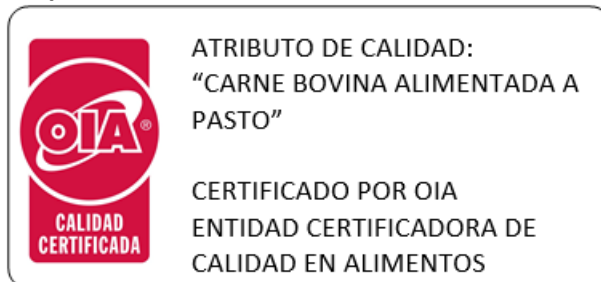 OIA®
CALIDAD
CERTIFICADA
ATRIBUTO DE CALIDAD:
“CARNE BOVINA ALIMENTADA A
PASTO”
CERTIFICADO POR OIA
ENTIDAD CERTIFICADORA DE
CALIDAD EN ALIMENTOS